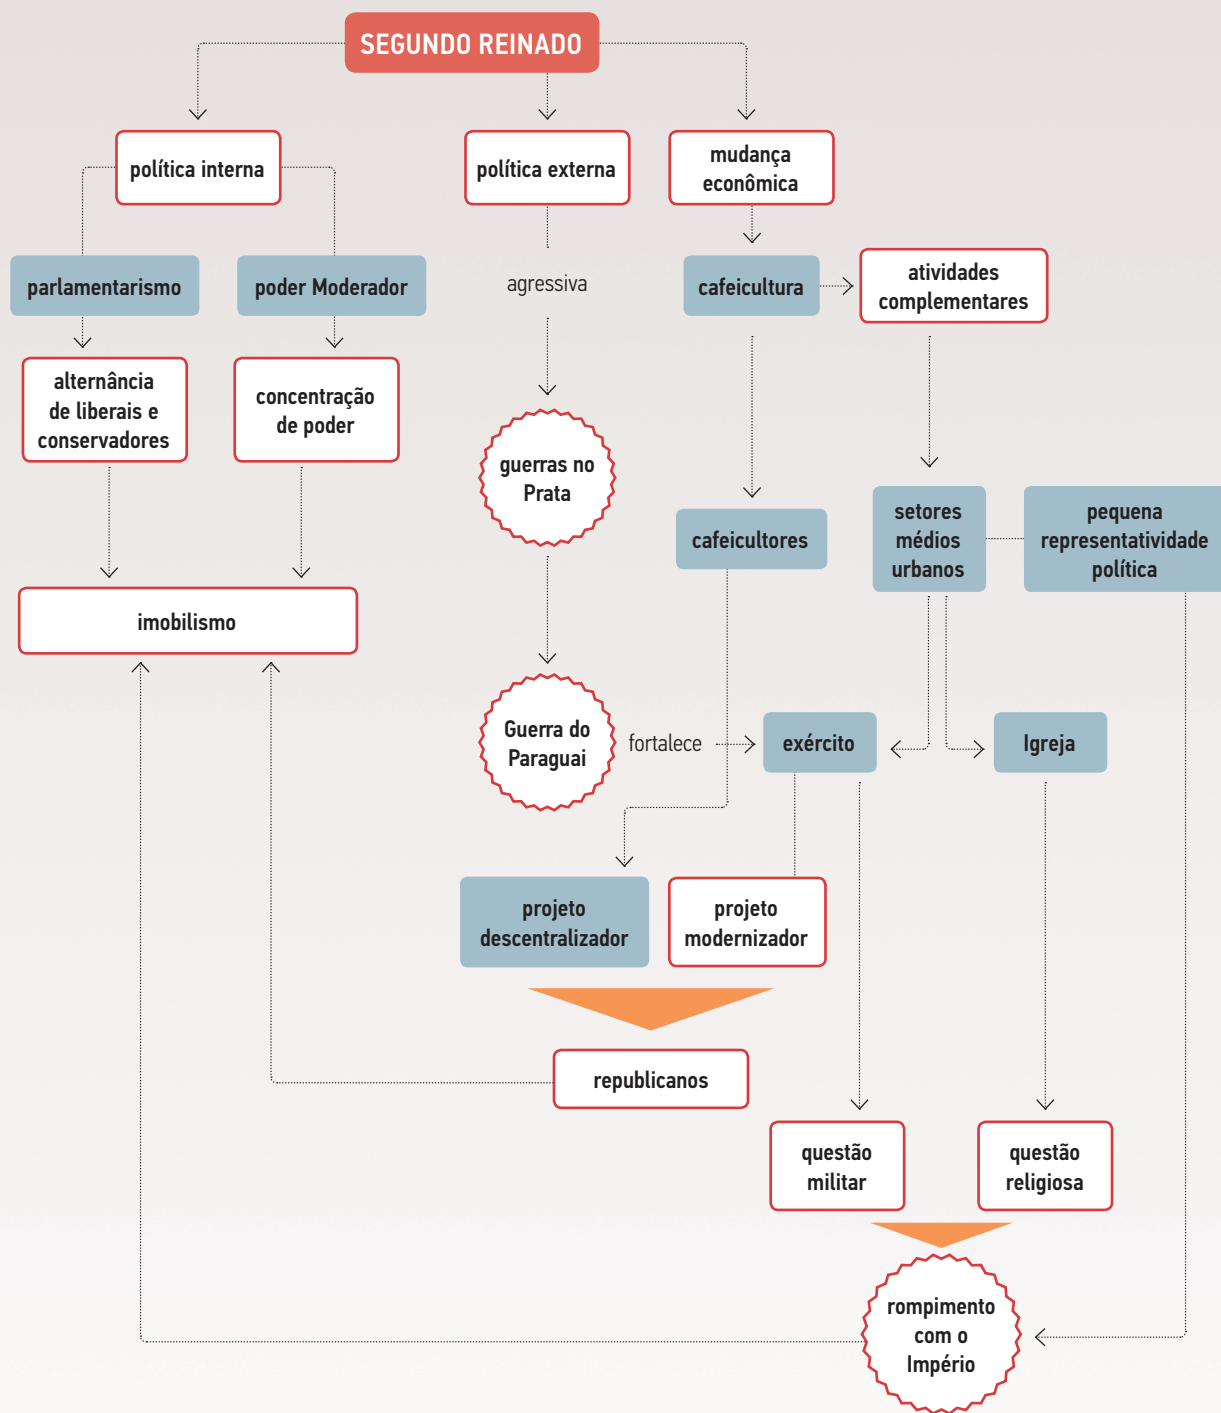 SEGUNDO REINADO
política interna
política externa
mudança
econômica
parlamentarismo
poder Moderador
agressiva
cafeicultura
atividades
complementares
alternância
de liberais e
conservadores
concentração
de poder
guerras no
Prata
cafeicultores
setores
médios
urbanos
pequena
representatividade
política
imobilismo
Guerra do
Paraguai
fortalece
exército
Igreja
projeto
descentralizador
projeto
modernizador
republicanos
questão
militar
questão
religiosa
rompimento
com o
Império